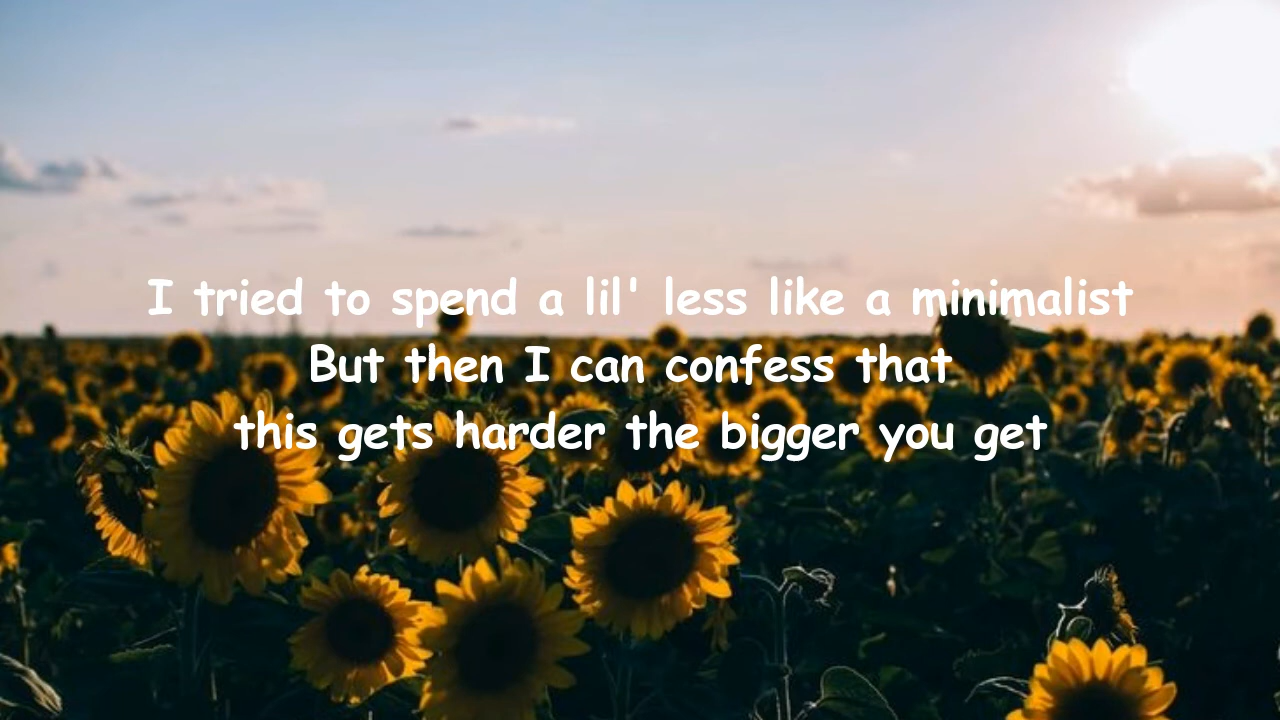 I tried to spend a lil' less like a minimalist
But then I can confess that
this gets harder the bigger you get